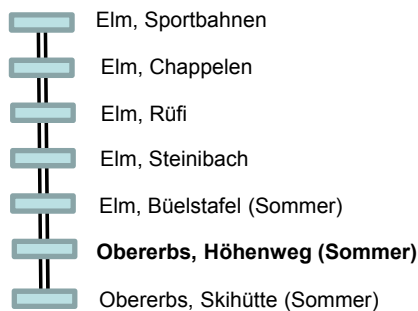 Elm, Sportbahnen
Elm, Chappelen
Elm, Rüfi
Elm, Steinibach
Elm, Büelstafel (Sommer)
Obererbs, Höhenweg (Sommer)
Obererbs, Skihütte (Sommer)